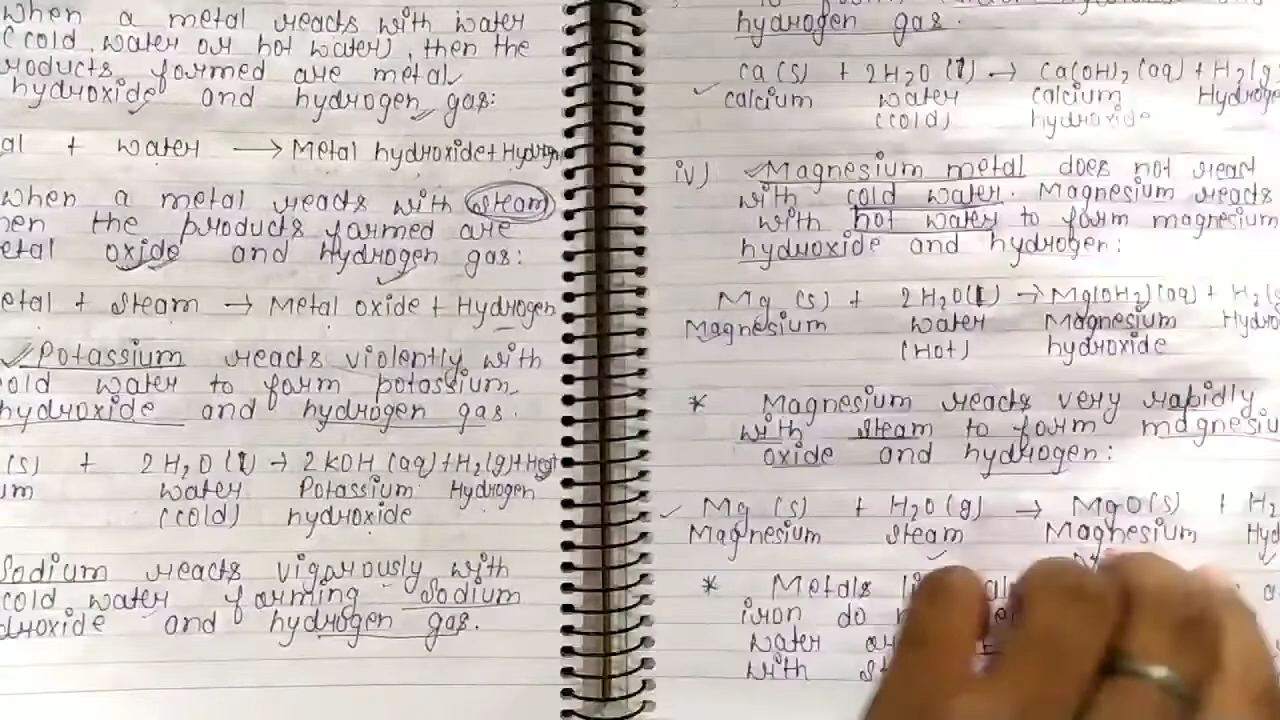 When a metal reacts with water
(cold water or hot water), then the
roducts formed are metal
hydroxide and hydrogen gas:
al + water → Metal hydroxide + Hydrogen
When a metal reacts with steam
hen the products formed are
etal oxide and Hydrogen gas:
etal + Steam → Metal oxide + Hydrogen
Potassium reacts violently with
old water to form potassium
hydroxide and hydrogen gas.
(s) + 2H2O (l) → 2KOH (aq) + H2(g) + Heat
um water Potassium Hydrogen
(cold) hydroxide
Sodium reacts vigorously with
cold water forming Sodium
droxide and hydrogen gas.
hydrogen gas.
Ca (s) + 2H2O (l) → Ca(OH)2 (aq) + H2(g
calcium water calcium Hydroge
(cold) hydroxide
iv) Magnesium metal does not react
with cold water. Magnesium reacts
with hot water to form magnesium
hydroxide and hydrogen:
Mg (s) + 2H2O(l) → Mg(OH2) (aq) + H2(g
Magnesium water Magnesium Hydro
(Hot) hydroxide
* Magnesium reacts very rapidly
with steam to form magnesiu
oxide and hydrogen:
Mg (s) + H2O (g) → MgO(s) + H2
Magnesium Steam Magnesium Hyd
* Metals
iron do
water
with